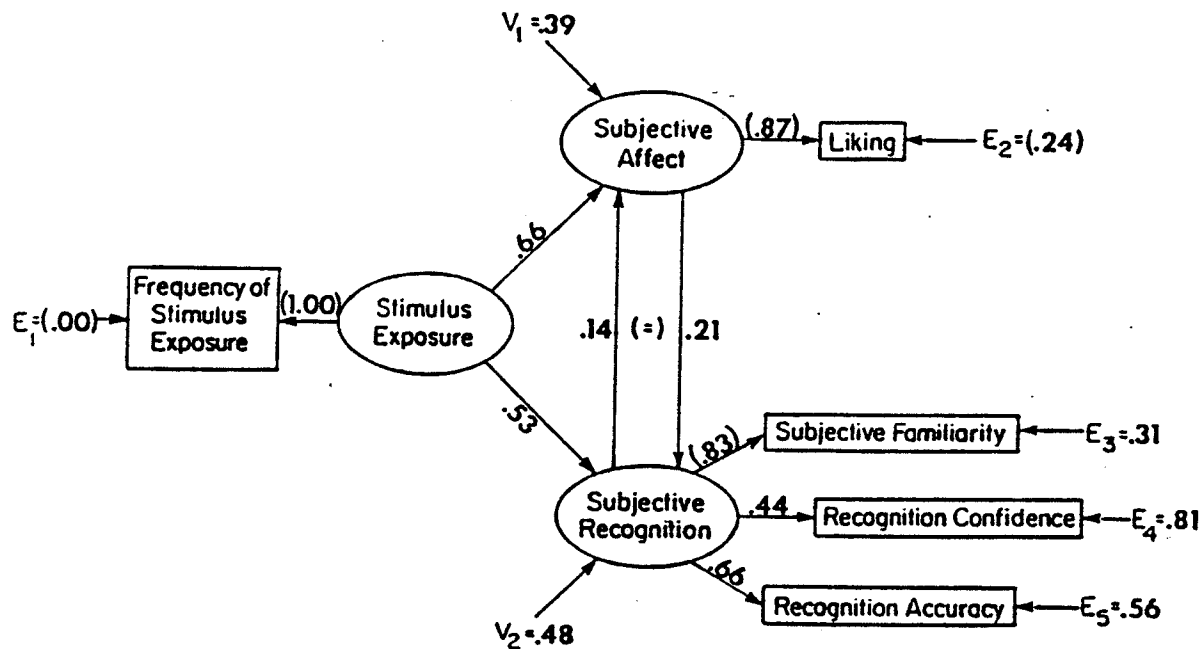 V₁=.39
Subjective
Affect
(.87)
Liking
E₂=(.24)
.66
Frequency of
Stimulus
Exposure
E₁=(.00)
(1.00)
Stimulus
Exposure
.14 (=) .21
.53
(.83)
Subjective Familiarity
E₃=.31
Subjective
Recognition
.44
Recognition Confidence
E₄=.81
.66
Recognition Accuracy
E₅=.56
V₂=.48